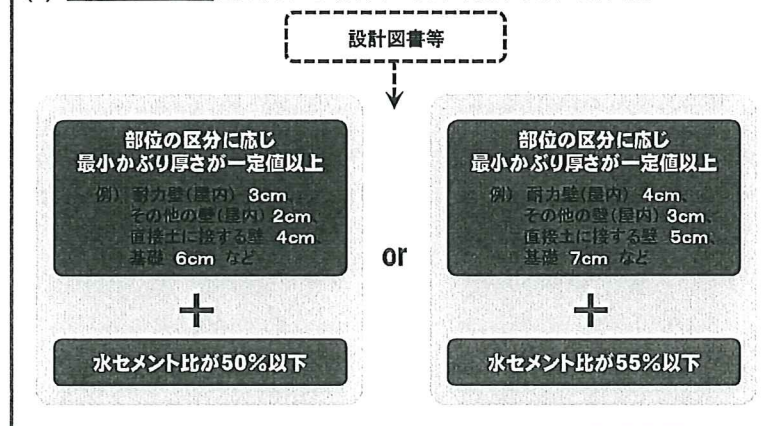 設計図書等
部位の区分に応じ
最小かぶり厚さが一定値以上
例) 耐力壁(屋内) 3cm、
その他の壁(屋内) 2cm、
直接土に接する壁 4cm、
基礎 6cm など
+
水セメント比が50%以下
or
部位の区分に応じ
最小かぶり厚さが一定値以上
例) 耐力壁(屋内) 4cm、
その他の壁(屋内) 3cm、
直接土に接する壁 5cm、
基礎 7cm など
+
水セメント比が55%以下